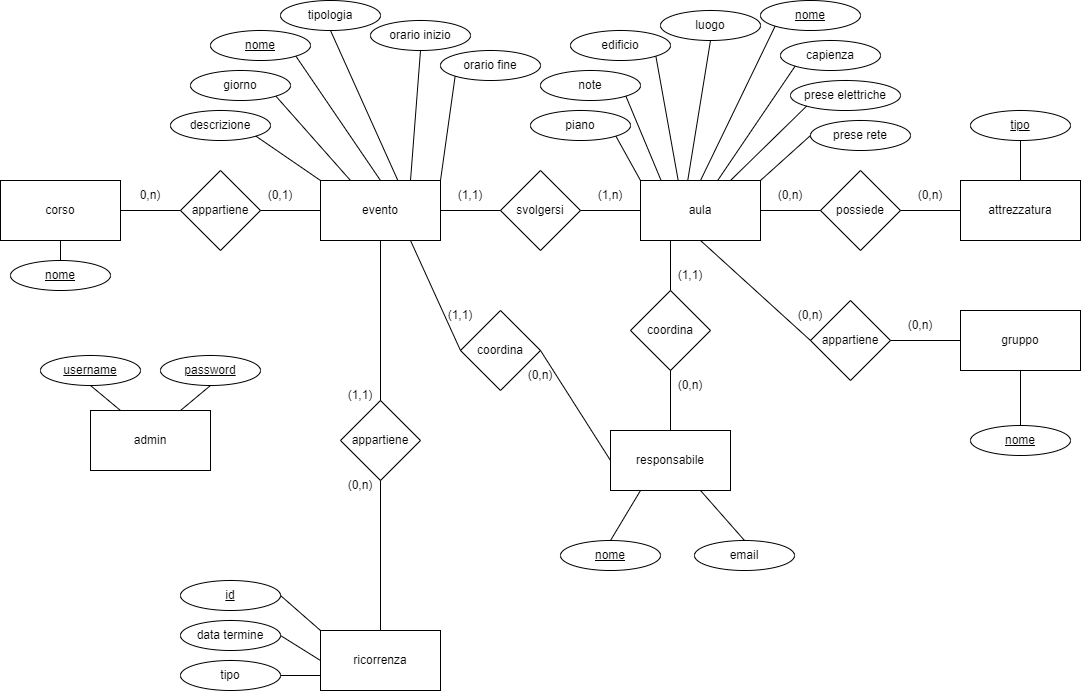 tipologia
nome
orario inizio
giorno
orario fine
descrizione
luogo
nome
edificio
capienza
note
prese elettriche
piano
prese rete
tipo
corso
0,n)
appartiene
(0,1)
evento
(1,1)
svolgersi
(1,n)
aula
(0,n)
possiede
(0,n)
attrezzatura
nome
(1,1)
coordina
(0,n)
(1,1)
coordina
(0,n)
(0,n)
appartiene
(0,n)
gruppo
nome
username
password
admin
(1,1)
appartiene
(0,n)
responsabile
nome
email
id
data termine
tipo
ricorrenza